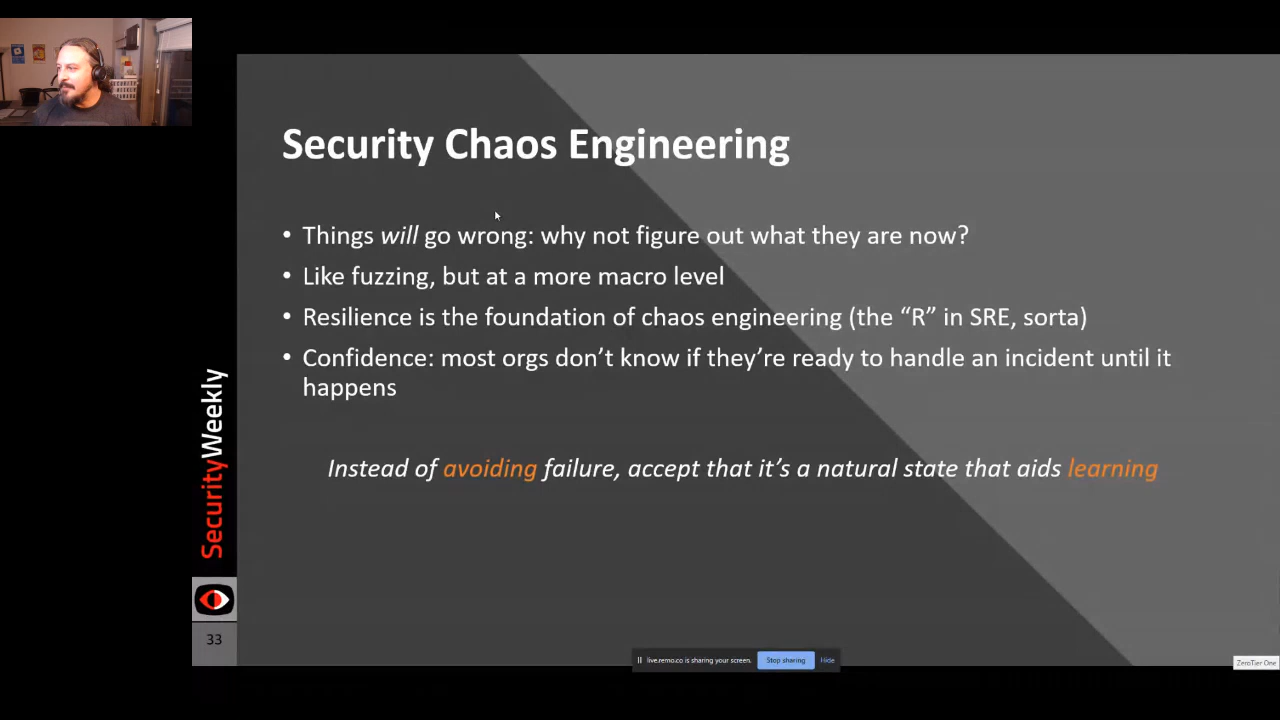 Security Chaos Engineering
• Things will go wrong: why not figure out what they are now?
• Like fuzzing, but at a more macro level
• Resilience is the foundation of chaos engineering (the “R” in SRE, sorta)
• Confidence: most orgs don’t know if they’re ready to handle an incident until it
happens
Instead of avoiding failure, accept that it’s a natural state that aids learning
SecurityWeekly
33
live.remo.co is sharing your screen.
Stop sharing
Hide
ZeroTier One